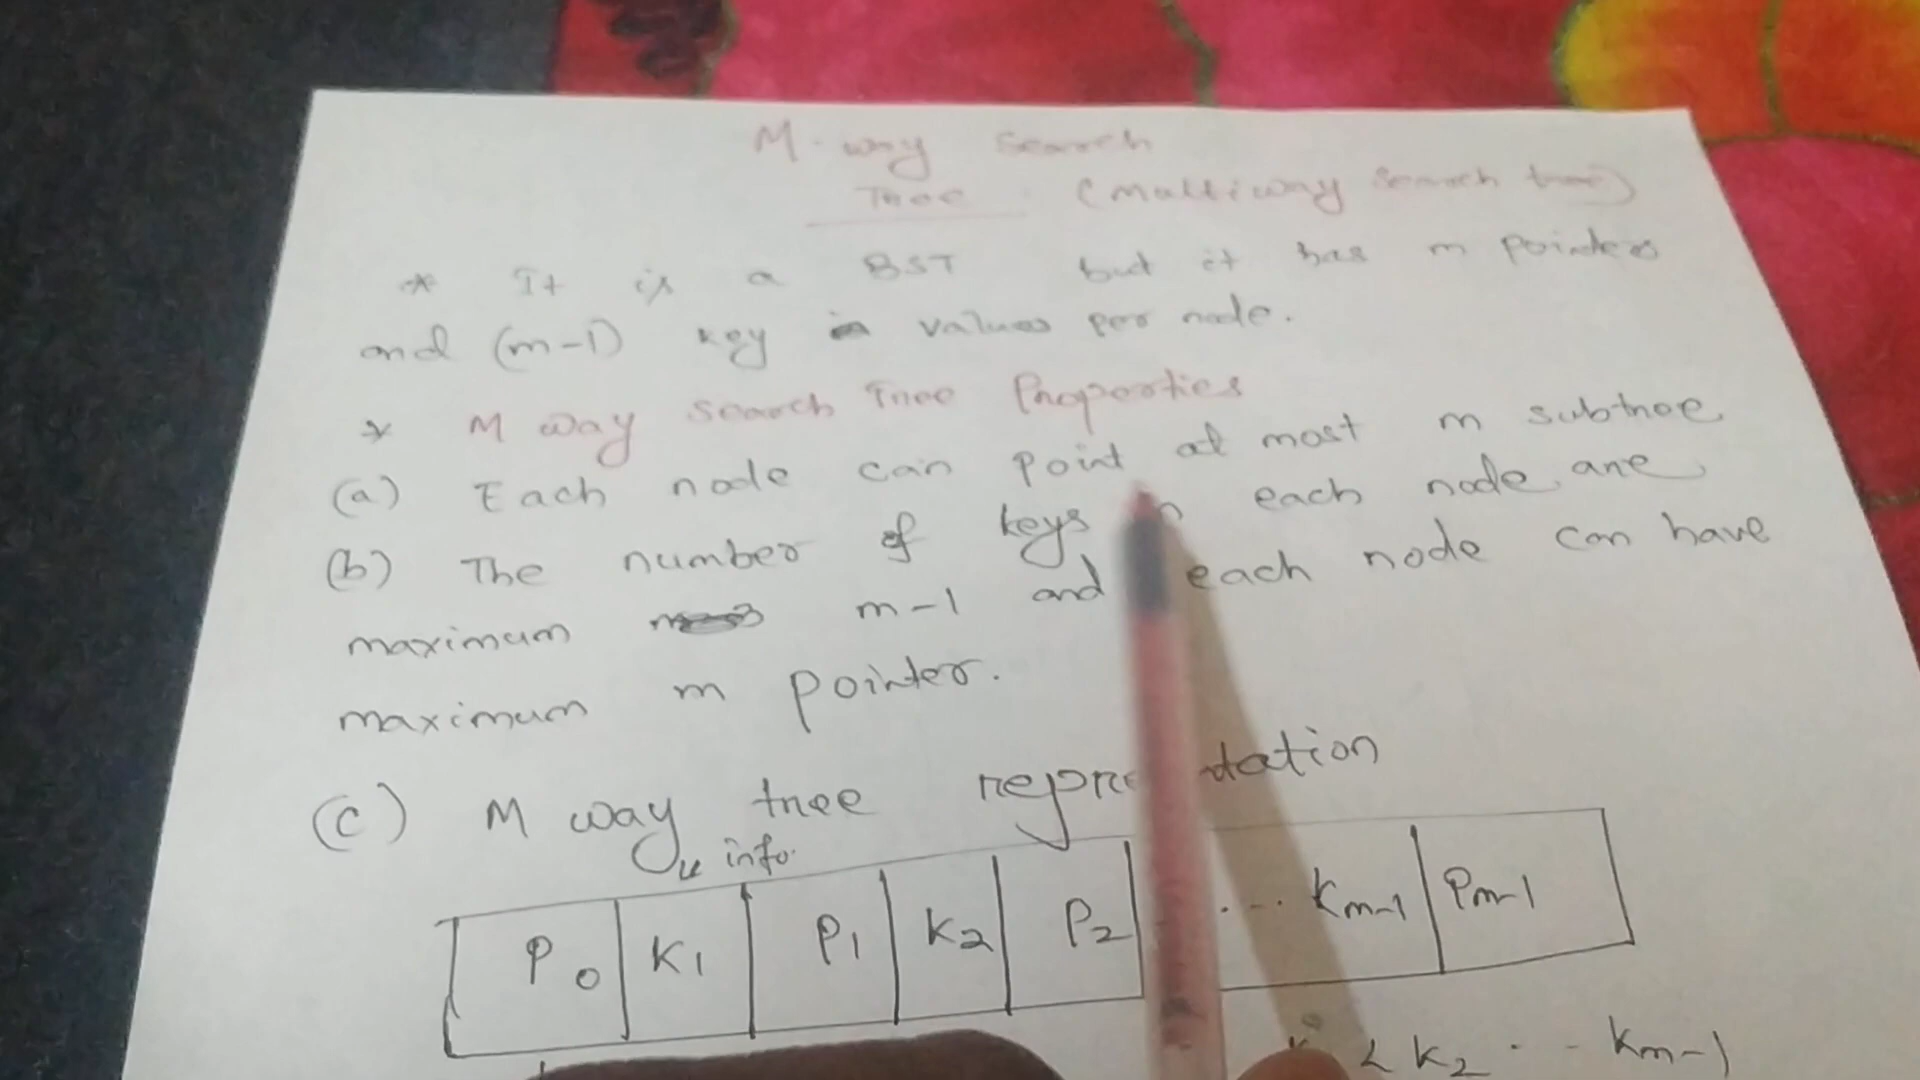 M-way Search
Tree (Multiway Search tree)
* It is a BST but it has m pointers
and (m-1) key values per node.
* M way Search Tree Properties
(a) Each node can point at most m subtree
(b) The number of keys each node are
maximum m-1 and each node can have
maximum m pointer.
(c) M way tree
info.
P0 K1 P1 K2 P2 ... Km-1 Pm-1
< K2 . - Km-1